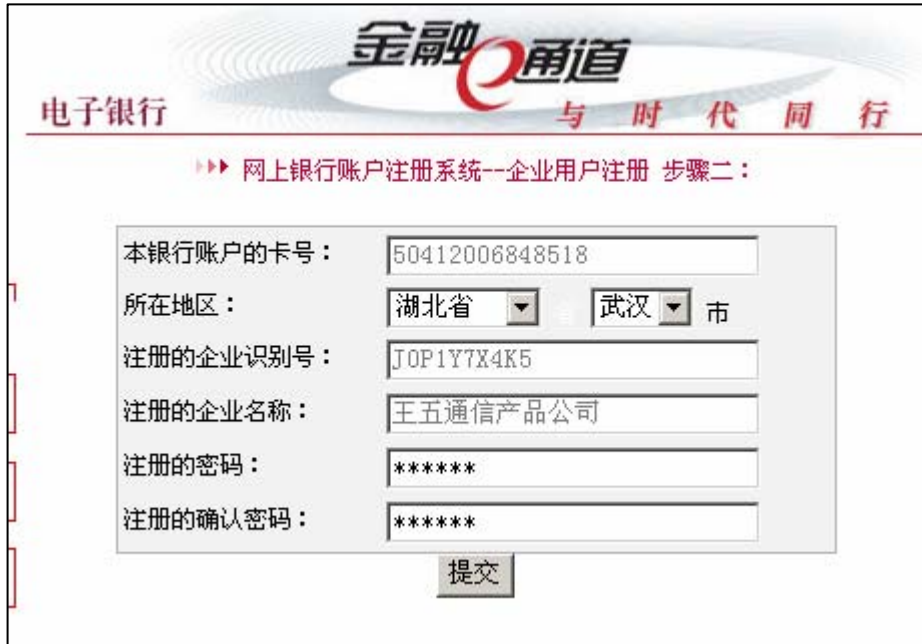 金融e通道
电子银行
与时代同行
网上银行账户注册系统--企业用户注册 步骤二：
本银行账户的卡号： 50412006848518
所在地区： 湖北省 武汉 市
注册的企业识别号： J0P1Y7X4K5
注册的企业名称： 王五通信产品公司
注册的密码： ******
注册的确认密码： ******
提交